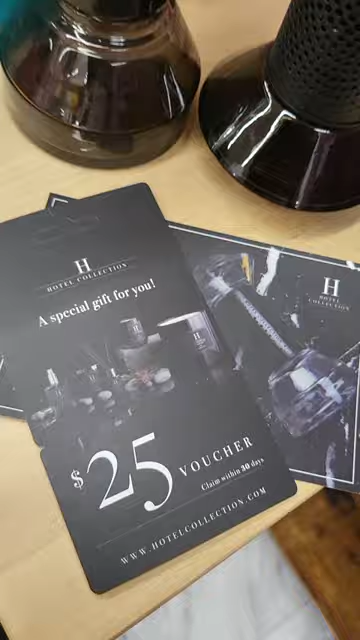 H
HOTEL COLLECTION
A special gift for you!
$25 VOUCHER
Claim within 30 days
WWW.HOTELCOLLECTION.COM
H
HOTEL
COLLECTION